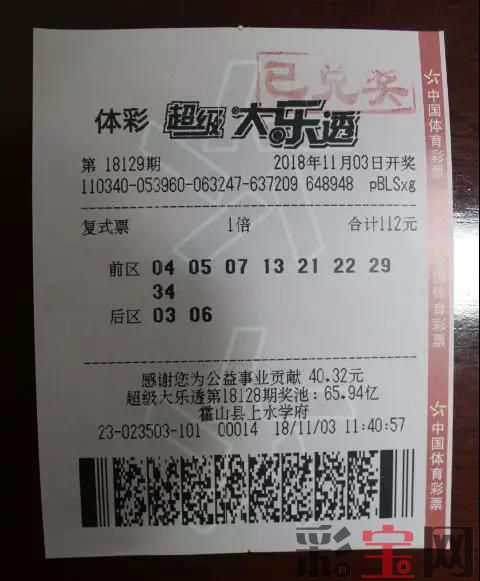 已兑奖
体彩 超级大乐透
第 18129期 2018年11月03日开奖
110340-053960-063247-637209 648948 pBLSxg
复式票 1倍 合计112元
前区 04 05 07 13 21 22 29
34
后区 03 06
感谢您为公益事业贡献 40.32元
超级大乐透第18128期奖池：65.94亿
霍山县上水学府
23-023503-101 00014 18/11/03 11:40:57
中国体育彩票
中国体育彩票
中国体育彩票
彩宝网